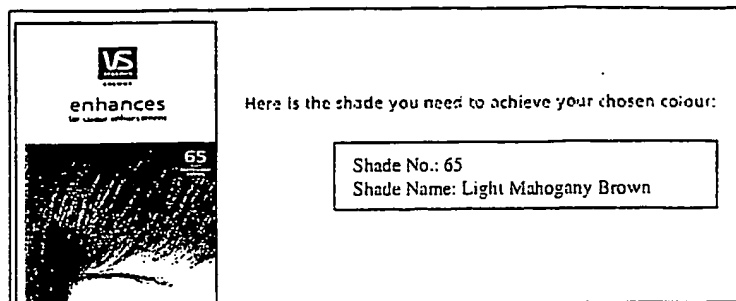 VS
enhances
65
Here is the shade you need to achieve your chosen colour:
Shade No.: 65
Shade Name: Light Mahogany Brown